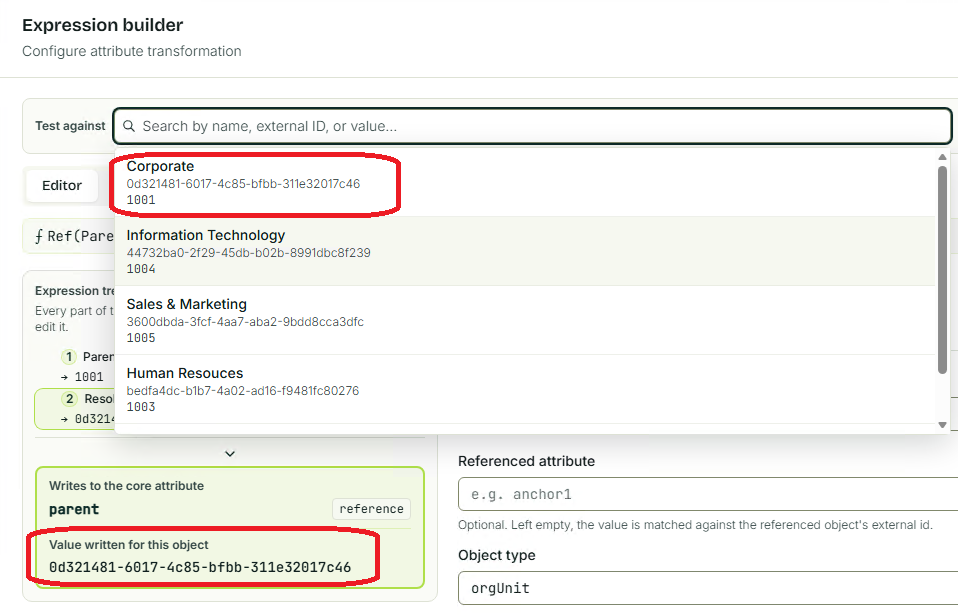 Expression builder
Configure attribute transformation
Test against
Search by name, external ID, or value...
Corporate
0d321481-6017-4c85-bfbb-311e32017c46
1001
Editor
Information Technology
44732ba0-2f29-45db-b02b-8991dbc8f239
1004
ƒ Ref(Pare
Sales & Marketing
3600dbda-3fcf-4aa7-aba2-9bdd8cca3dfc
1005
Human Resouces
bedfa4dc-b1b7-4a02-ad16-f9481fc80276
1003
Expression tre
Every part of t
edit it.
1 Paren
→ 1001
2 Resol
→ 0d3214
Writes to the core attribute
parent
reference
Value written for this object
0d321481-6017-4c85-bfbb-311e32017c46
Referenced attribute
e.g. anchor1
Optional. Left empty, the value is matched against the referenced object's external id.
Object type
orgUnit